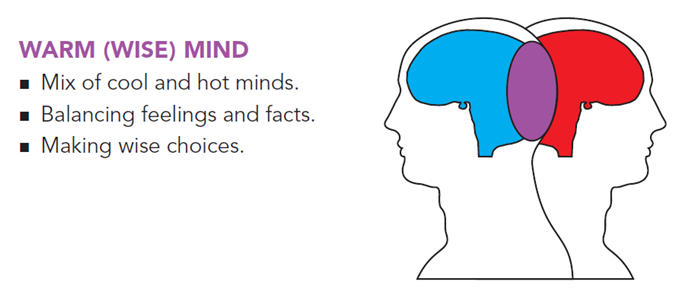 WARM (WISE) MIND
▪ Mix of cool and hot minds.
▪ Balancing feelings and facts.
▪ Making wise choices.